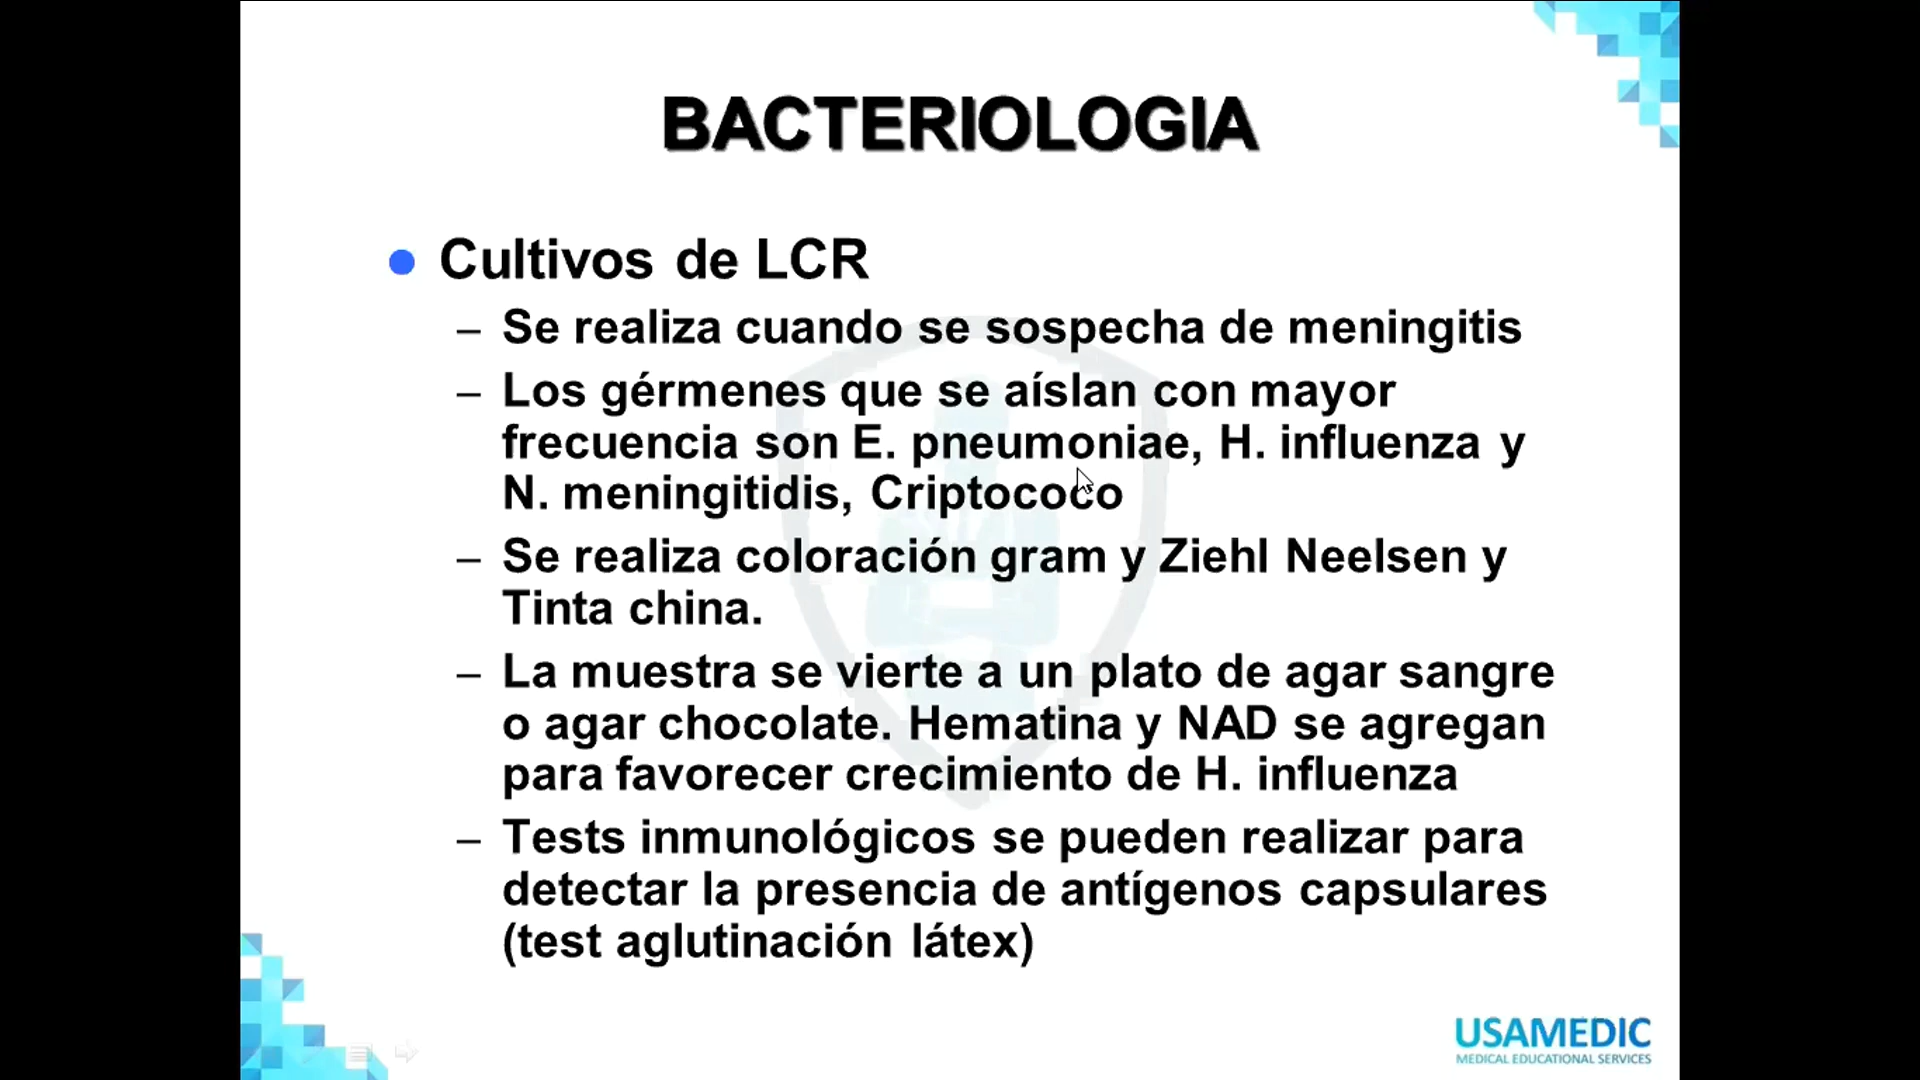 BACTERIOLOGIA
● Cultivos de LCR
– Se realiza cuando se sospecha de meningitis
– Los gérmenes que se aíslan con mayor
frecuencia son E. pneumoniae, H. influenza y
N. meningitidis, Criptococo
– Se realiza coloración gram y Ziehl Neelsen y
Tinta china.
– La muestra se vierte a un plato de agar sangre
o agar chocolate. Hematina y NAD se agregan
para favorecer crecimiento de H. influenza
– Tests inmunológicos se pueden realizar para
detectar la presencia de antígenos capsulares
(test aglutinación látex)
USAMEDIC
MEDICAL EDUCATIONAL SERVICES